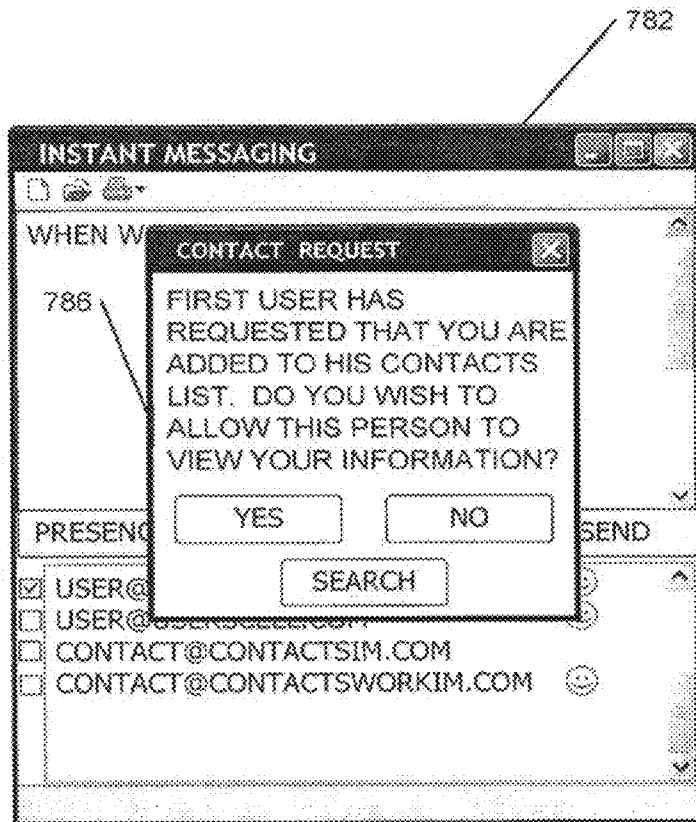 782
INSTANT MESSAGING
WHEN W
CONTACT REQUEST
786
FIRST USER HAS
REQUESTED THAT YOU ARE
ADDED TO HIS CONTACTS
LIST. DO YOU WISH TO
ALLOW THIS PERSON TO
VIEW YOUR INFORMATION?
YES NO
PRESENC SEND
SEARCH
USER@
USER@
CONTACT@CONTACTSIM.COM
CONTACT@CONTACTSWORKIM.COM